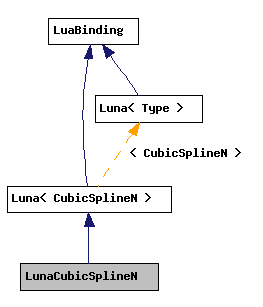 LuaBinding
Luna< Type >
< CubicSplineN >
Luna< CubicSplineN >
LunaCubicSplineN